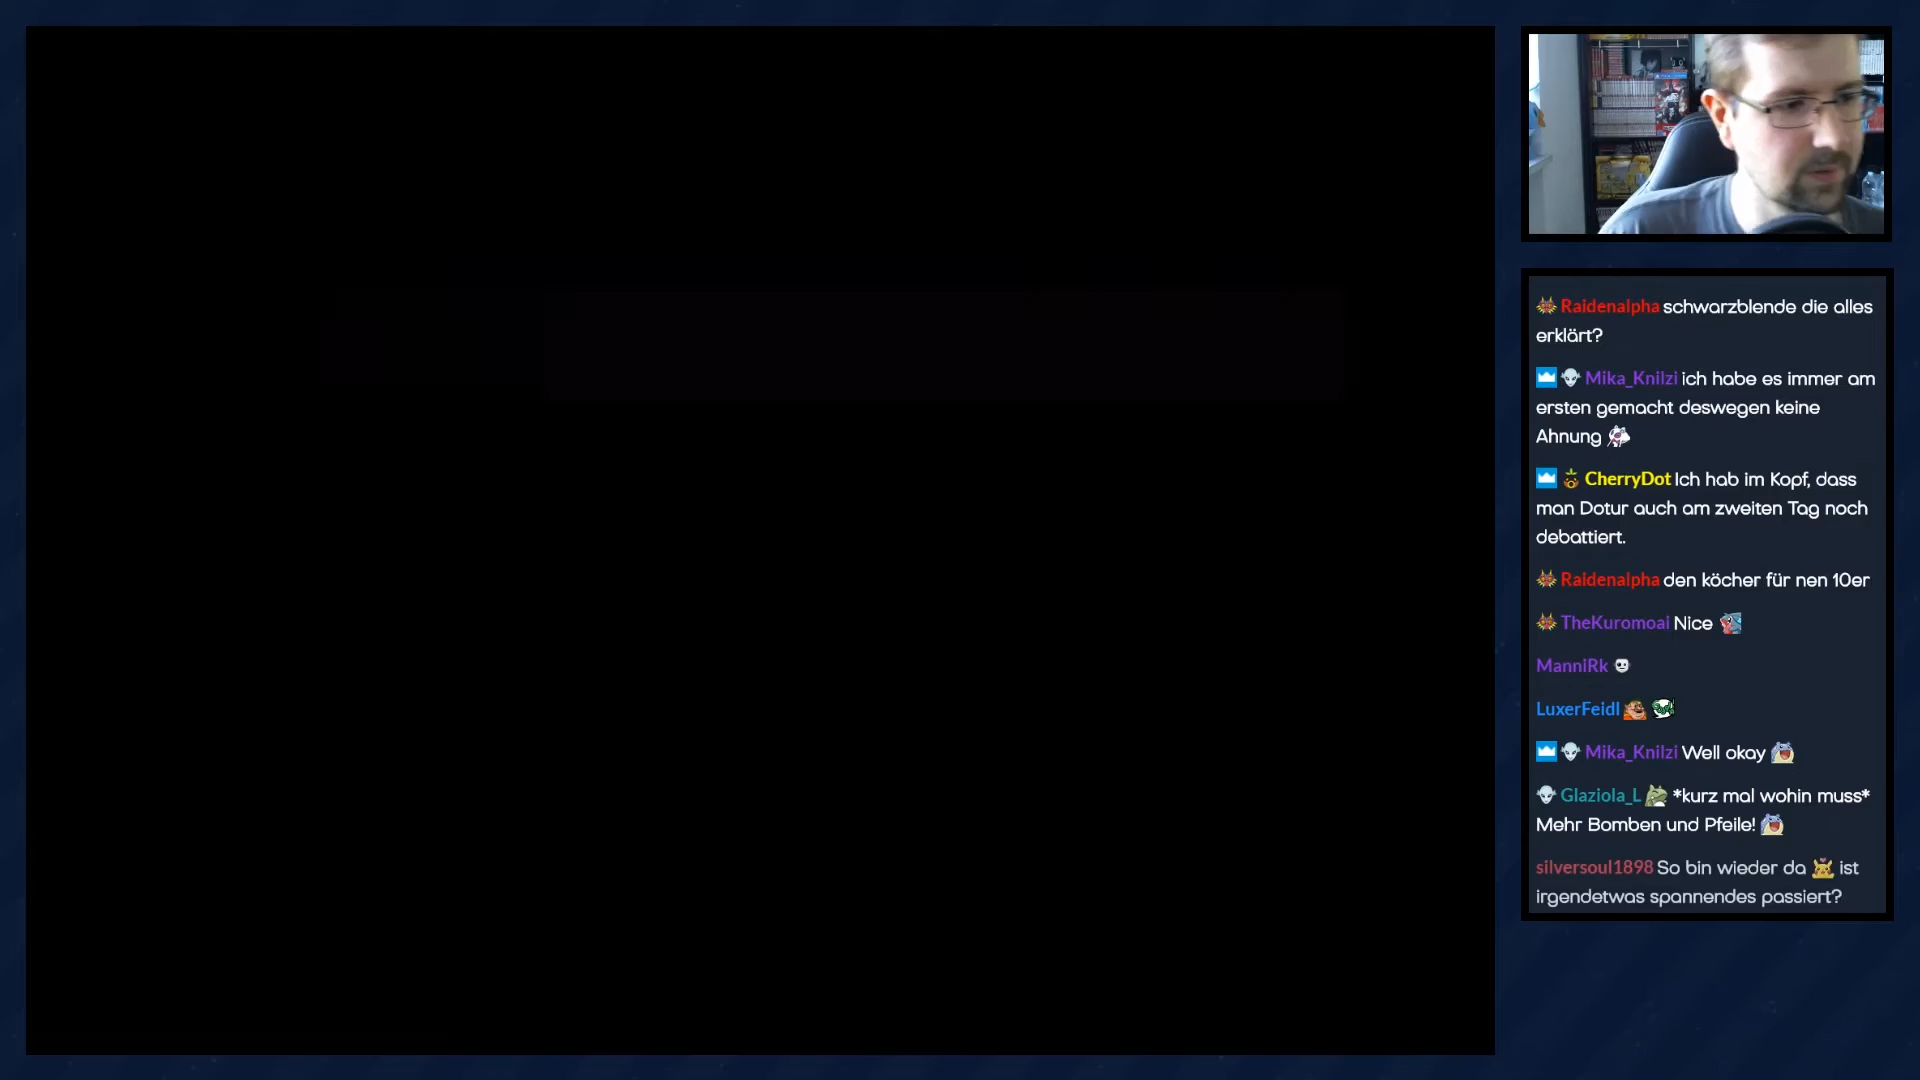 Raidenalpha schwarzblende die alles
erklärt?
Mika_Knilzi ich habe es immer am
ersten gemacht deswegen keine
Ahnung
CherryDot Ich hab im Kopf, dass
man Dotur auch am zweiten Tag noch
debattiert.
Raidenalpha den köcher für nen 10er
TheKuromoai Nice
ManniRk
LuxerFeidl
Mika_Knilzi Well okay
Glaziola_L *kurz mal wohin muss*
Mehr Bomben und Pfeile!
silversoul1898 So bin wieder da ist
irgendetwas spannendes passiert?